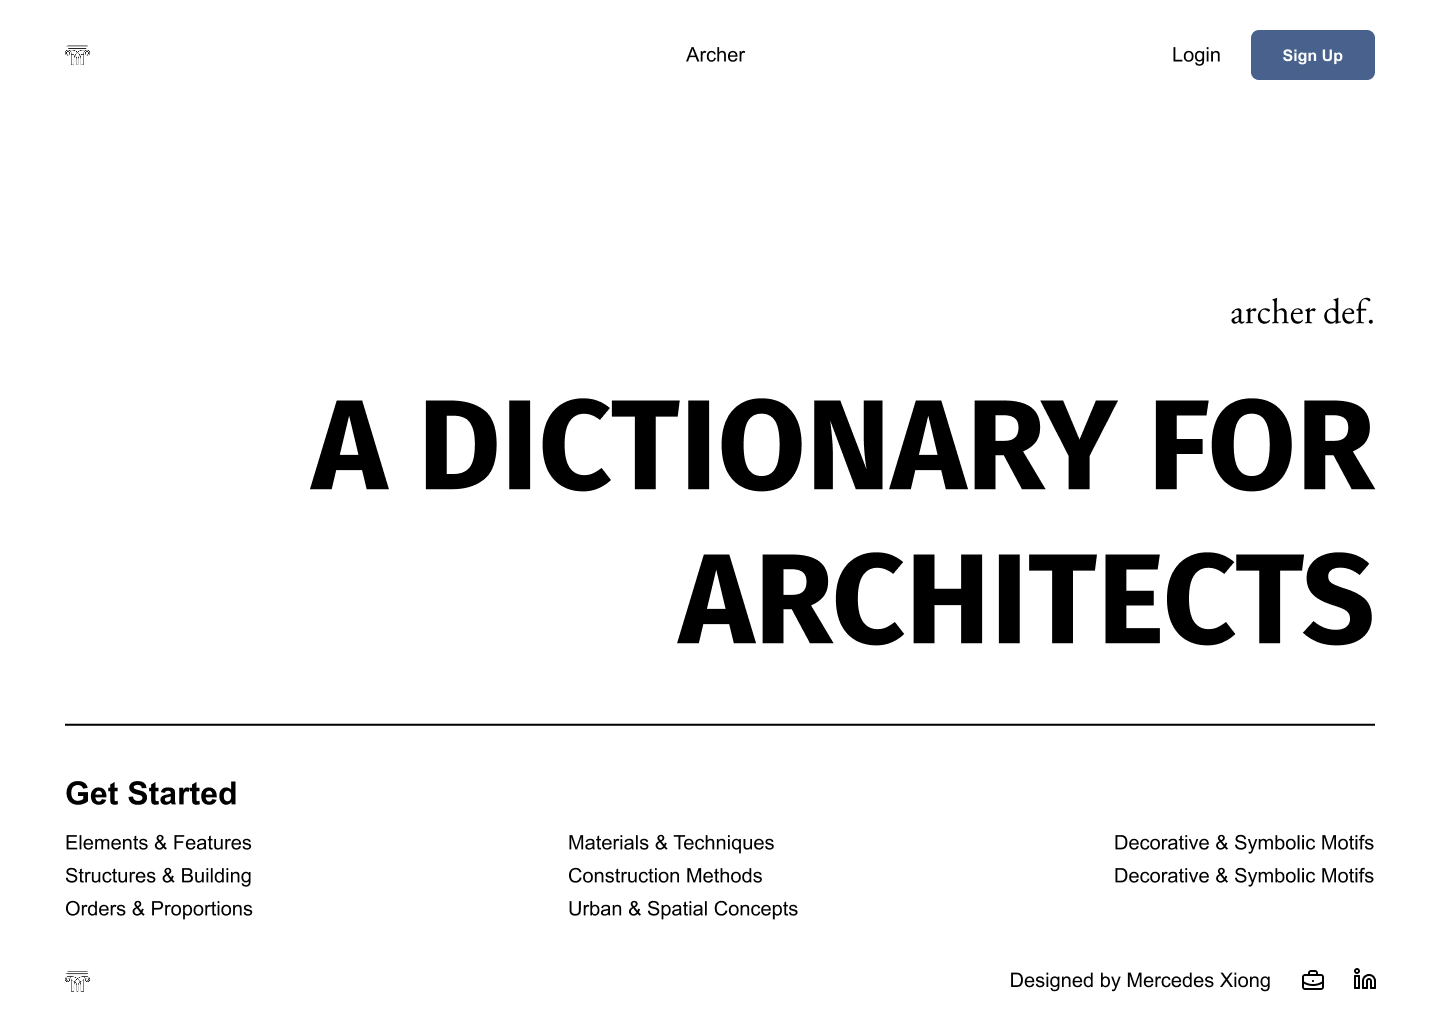 Archer
Login
Sign Up
archer def.
A DICTIONARY FOR
ARCHITECTS
Get Started
Elements & Features
Structures & Building
Orders & Proportions
Materials & Techniques
Construction Methods
Urban & Spatial Concepts
Decorative & Symbolic Motifs
Decorative & Symbolic Motifs
Designed by Mercedes Xiong
in